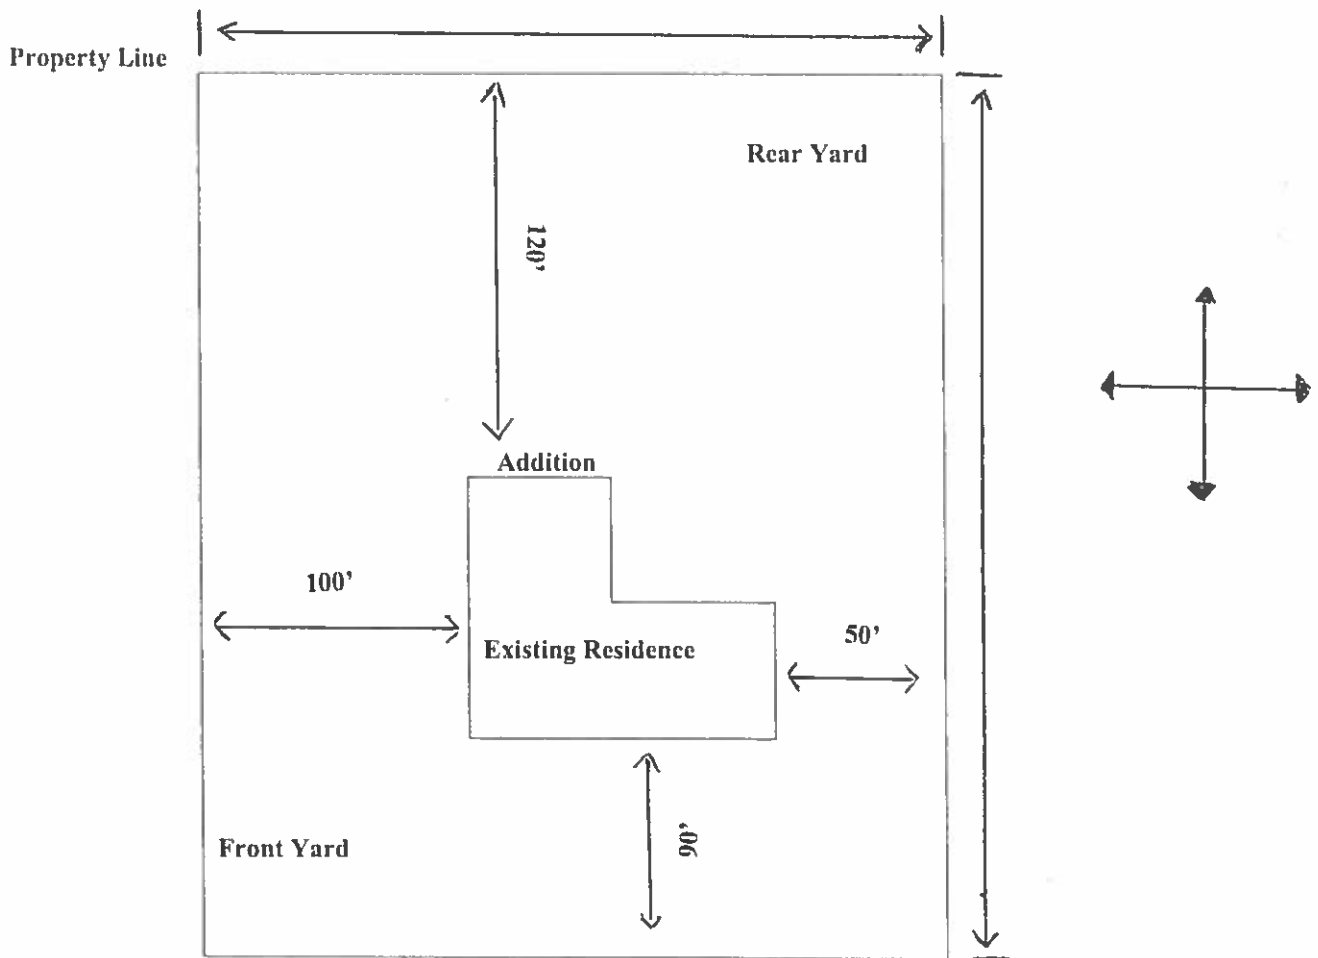 Property Line
Rear Yard
120’
Addition
100’
Existing Residence
50’
Front Yard
90’